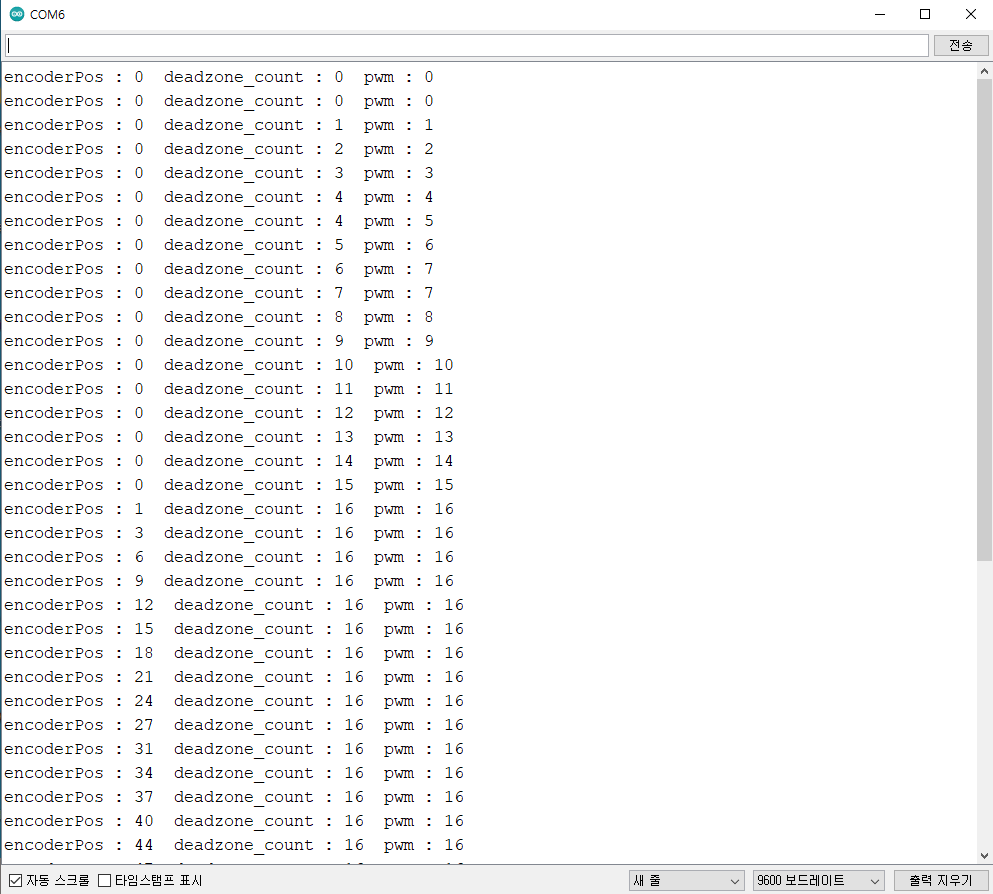 COM6
전송
encoderPos : 0  deadzone_count : 0  pwm : 0
encoderPos : 0  deadzone_count : 0  pwm : 0
encoderPos : 0  deadzone_count : 1  pwm : 1
encoderPos : 0  deadzone_count : 2  pwm : 2
encoderPos : 0  deadzone_count : 3  pwm : 3
encoderPos : 0  deadzone_count : 4  pwm : 4
encoderPos : 0  deadzone_count : 4  pwm : 5
encoderPos : 0  deadzone_count : 5  pwm : 6
encoderPos : 0  deadzone_count : 6  pwm : 7
encoderPos : 0  deadzone_count : 7  pwm : 7
encoderPos : 0  deadzone_count : 8  pwm : 8
encoderPos : 0  deadzone_count : 9  pwm : 9
encoderPos : 0  deadzone_count : 10  pwm : 10
encoderPos : 0  deadzone_count : 11  pwm : 11
encoderPos : 0  deadzone_count : 12  pwm : 12
encoderPos : 0  deadzone_count : 13  pwm : 13
encoderPos : 0  deadzone_count : 14  pwm : 14
encoderPos : 0  deadzone_count : 15  pwm : 15
encoderPos : 1  deadzone_count : 16  pwm : 16
encoderPos : 3  deadzone_count : 16  pwm : 16
encoderPos : 6  deadzone_count : 16  pwm : 16
encoderPos : 9  deadzone_count : 16  pwm : 16
encoderPos : 12  deadzone_count : 16  pwm : 16
encoderPos : 15  deadzone_count : 16  pwm : 16
encoderPos : 18  deadzone_count : 16  pwm : 16
encoderPos : 21  deadzone_count : 16  pwm : 16
encoderPos : 24  deadzone_count : 16  pwm : 16
encoderPos : 27  deadzone_count : 16  pwm : 16
encoderPos : 31  deadzone_count : 16  pwm : 16
encoderPos : 34  deadzone_count : 16  pwm : 16
encoderPos : 37  deadzone_count : 16  pwm : 16
encoderPos : 40  deadzone_count : 16  pwm : 16
encoderPos : 44  deadzone_count : 16  pwm : 16
자동 스크롤 타임스탬프 표시 새 줄 9600 보드레이트 출력 지우기